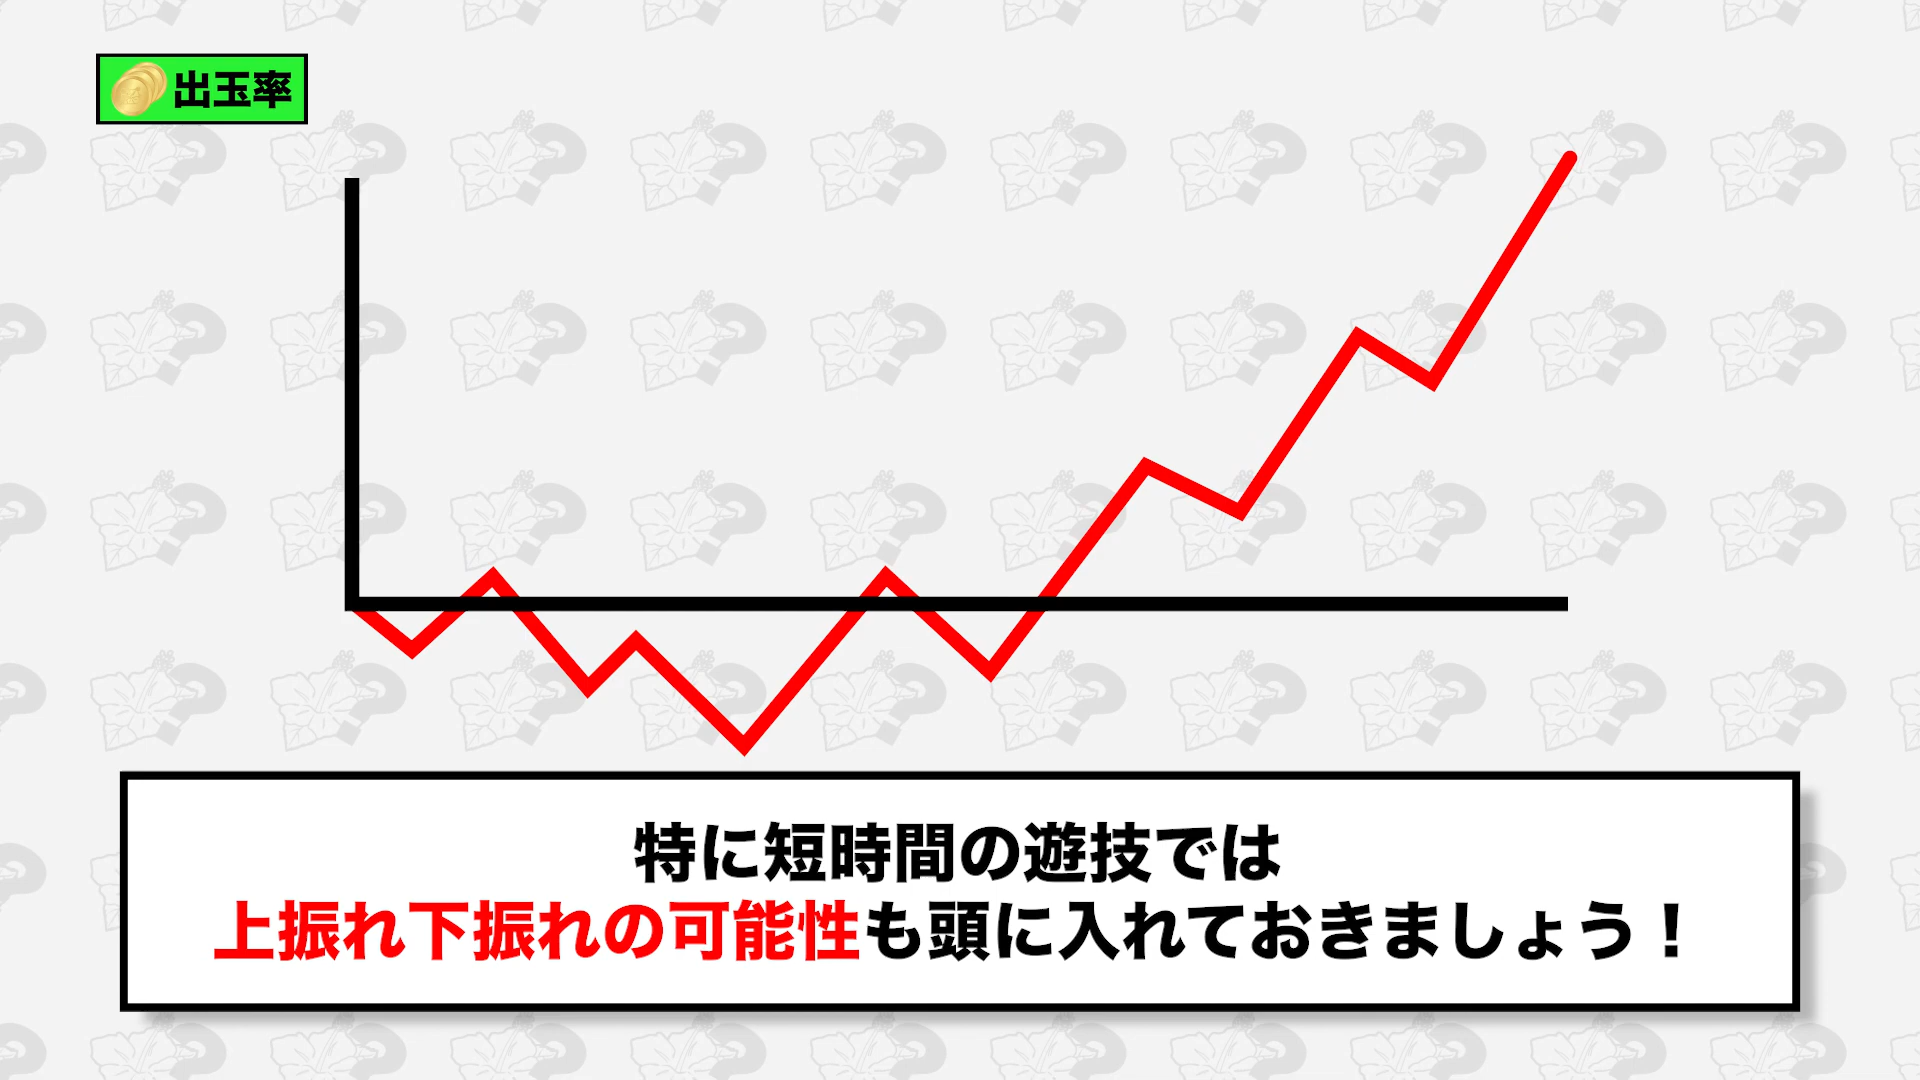 出玉率
特に短時間の遊技では
上振れ下振れの可能性も頭に入れておきましょう！